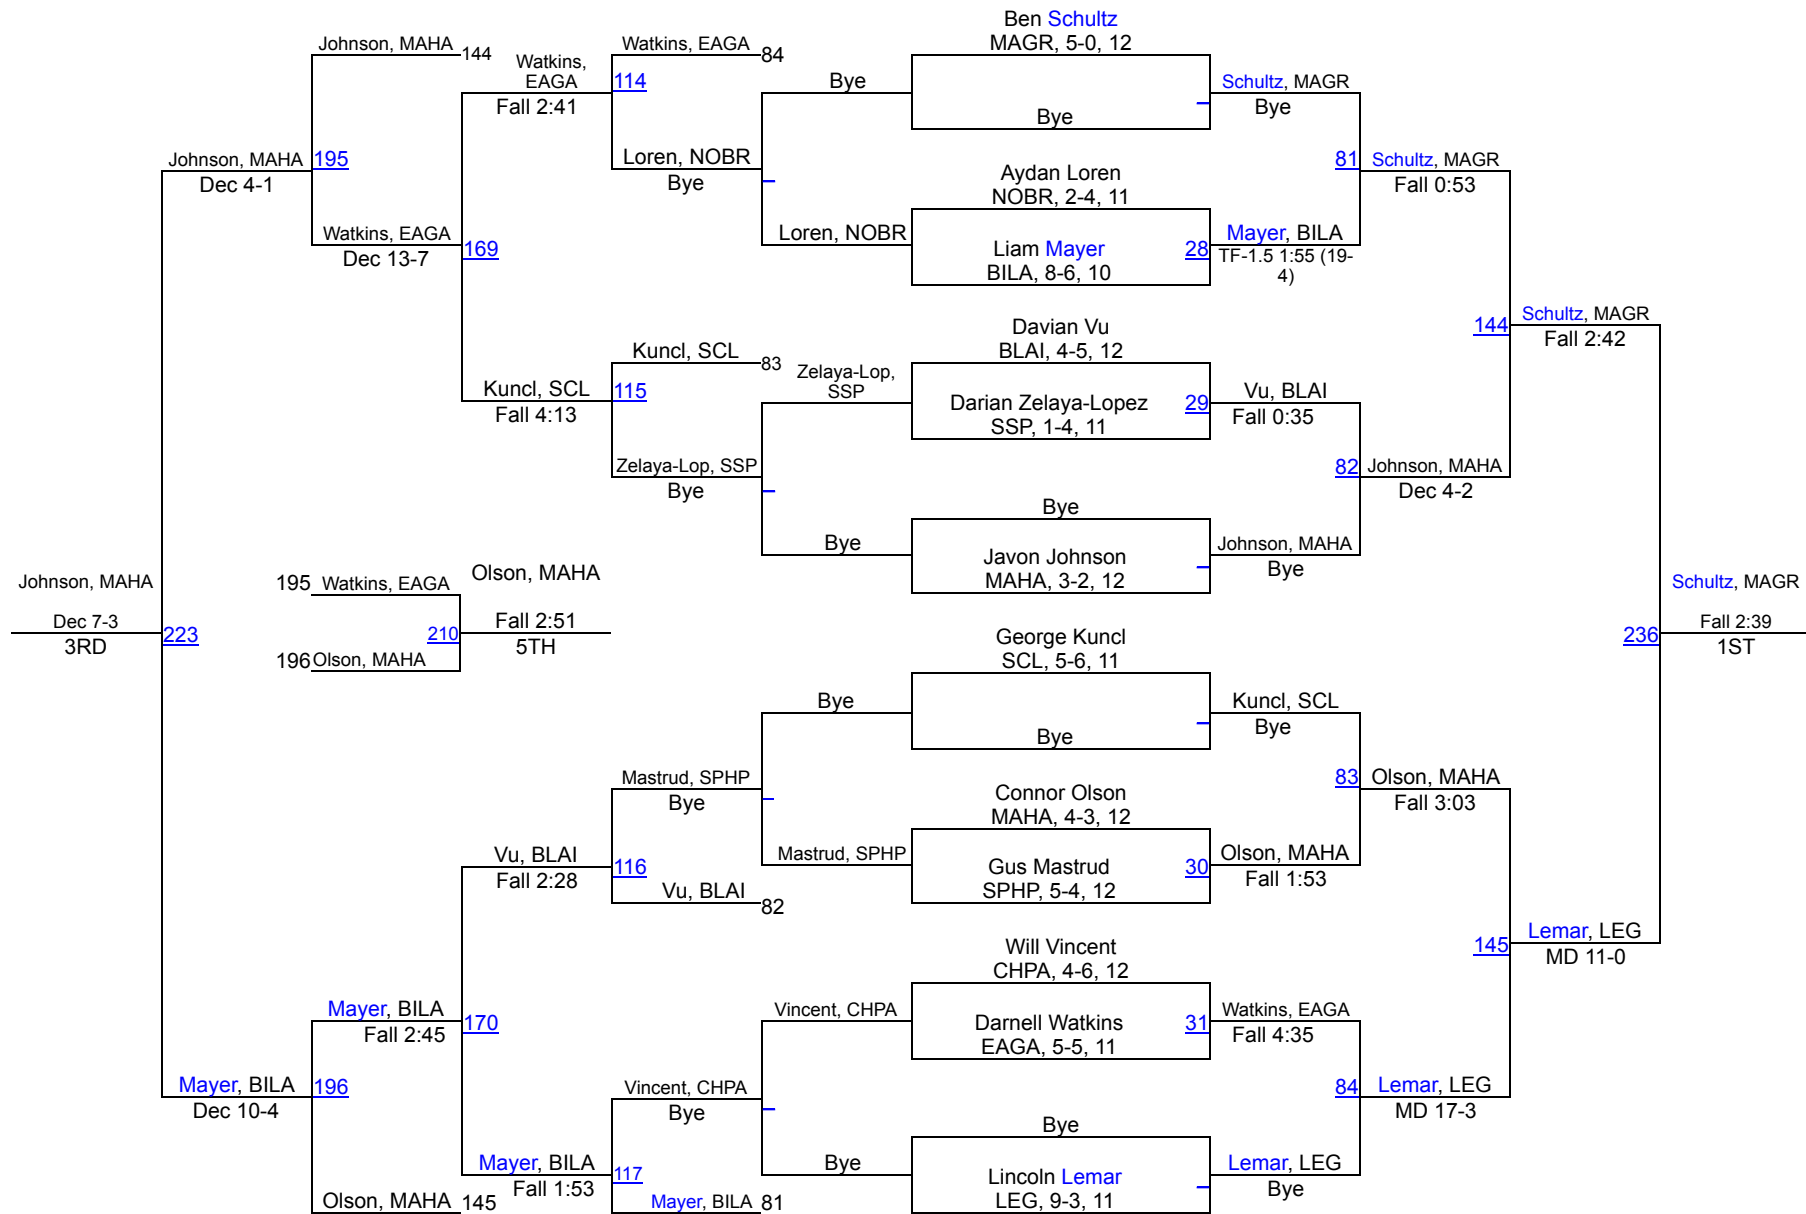 Ben Schultz
MAGR, 5-0, 12
Johnson, MAHA
144
Watkins, EAGA
84
Watkins,
EAGA
Fall 2:41
114
Bye
Schultz, MAGR
Bye
Bye
Loren, NOBR
Bye
Johnson, MAHA
Dec 4-1
195
Aydan Loren
NOBR, 2-4, 11
81
Schultz, MAGR
Fall 0:53
Watkins, EAGA
Dec 13-7
169
Loren, NOBR
Liam Mayer
BILA, 8-6, 10
28
Mayer, BILA
TF-1.5 1:55 (19-
4)
Davian Vu
BLAI, 4-5, 12
144
Schultz, MAGR
Fall 2:42
Kuncl, SCL
83
Kuncl, SCL
Fall 4:13
115
Zelaya-Lop,
SSP
Darian Zelaya-Lopez
SSP, 1-4, 11
29
Vu, BLAI
Fall 0:35
Zelaya-Lop, SSP
Bye
82
Johnson, MAHA
Dec 4-2
Bye
Bye
Javon Johnson
MAHA, 3-2, 12
Johnson, MAHA
Bye
Johnson, MAHA
Dec 7-3
3RD
223
195
Watkins, EAGA
196
Olson, MAHA
210
Olson, MAHA
Fall 2:51
5TH
Schultz, MAGR
236
Fall 2:39
1ST
George Kuncl
SCL, 5-6, 11
Bye
Bye
Kuncl, SCL
Bye
Mastrud, SPHP
Bye
Connor Olson
MAHA, 4-3, 12
83
Olson, MAHA
Fall 3:03
Vu, BLAI
Fall 2:28
116
Mastrud, SPHP
Gus Mastrud
SPHP, 5-4, 12
30
Olson, MAHA
Fall 1:53
Vu, BLAI
82
Will Vincent
CHPA, 4-6, 12
145
Lemar, LEG
MD 11-0
Mayer, BILA
Fall 2:45
170
Vincent, CHPA
Darnell Watkins
EAGA, 5-5, 11
31
Watkins, EAGA
Fall 4:35
Mayer, BILA
Dec 10-4
196
Vincent, CHPA
Bye
84
Lemar, LEG
MD 17-3
Bye
Mayer, BILA
Fall 1:53
117
Bye
Lincoln Lemar
LEG, 9-3, 11
Lemar, LEG
Bye
Olson, MAHA
145
Mayer, BILA
81